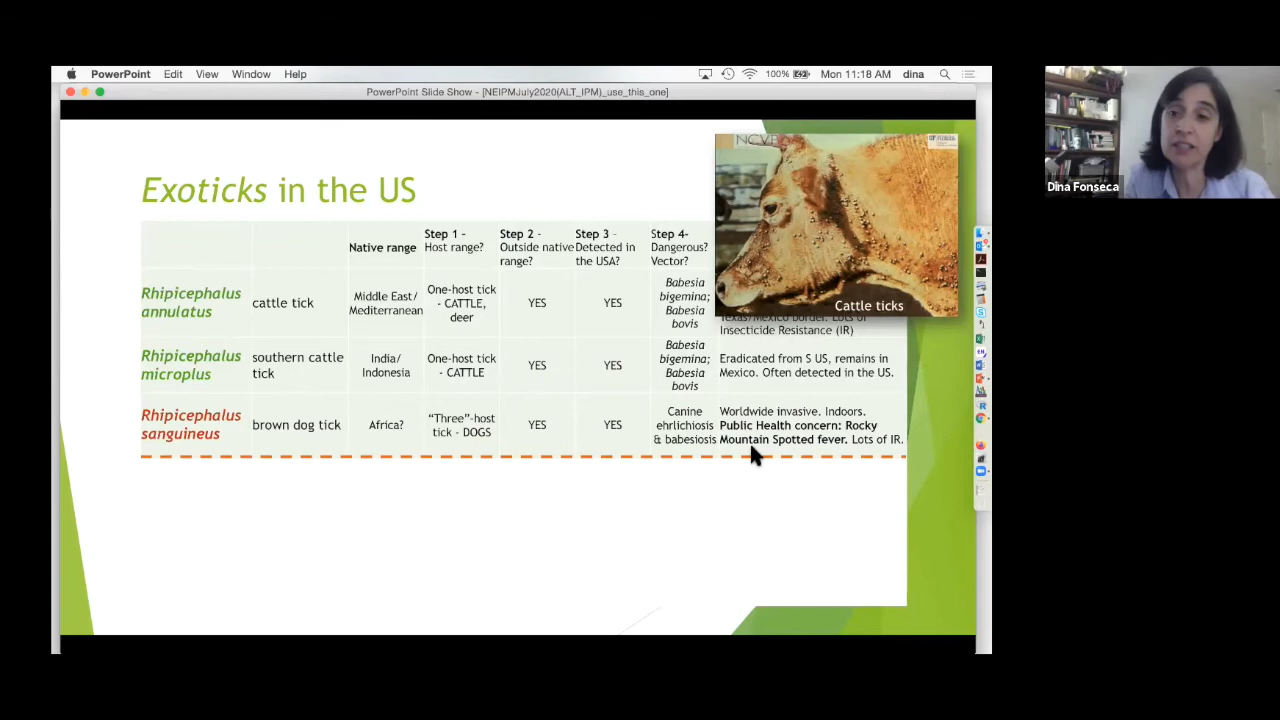 PowerPoint Edit View Window Help 100% Mon 11:18 AM dina
PowerPoint Slide Show - [NEIPMJuly2020(ALT_IPM)_use_this_one]
Dina Fonseca
Exoticks in the US
Native range
Step 1 -
Host range?
Step 2 -
Outside native
range?
Step 3 -
Detected in
the USA?
Step 4-
Dangerous?
Vector?
Rhipicephalus
annulatus
cattle tick
Middle East/
Mediterranean
One-host tick
- CATTLE,
deer
YES
YES
Babesia
bigemina;
Babesia
bovis
Texas/Mexico border. Lots of
Insecticide Resistance (IR)
Cattle ticks
Rhipicephalus
microplus
southern cattle
tick
India/
Indonesia
One-host tick
- CATTLE
YES
YES
Babesia
bigemina;
Babesia
bovis
Eradicated from S US, remains in
Mexico. Often detected in the US.
Rhipicephalus
sanguineus
brown dog tick
Africa?
“Three”-host
tick - DOGS
YES
YES
Canine
ehrlichiosis
& babesiosis
Worldwide invasive. Indoors.
Public Health concern: Rocky
Mountain Spotted fever. Lots of IR.